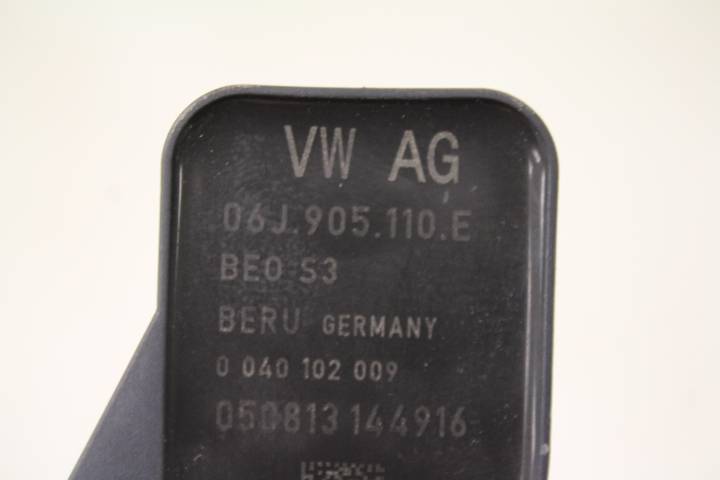 VW AG
06J.905.110.E
BEO S3
BERU GERMANY
0 040 102 009
050813 144916